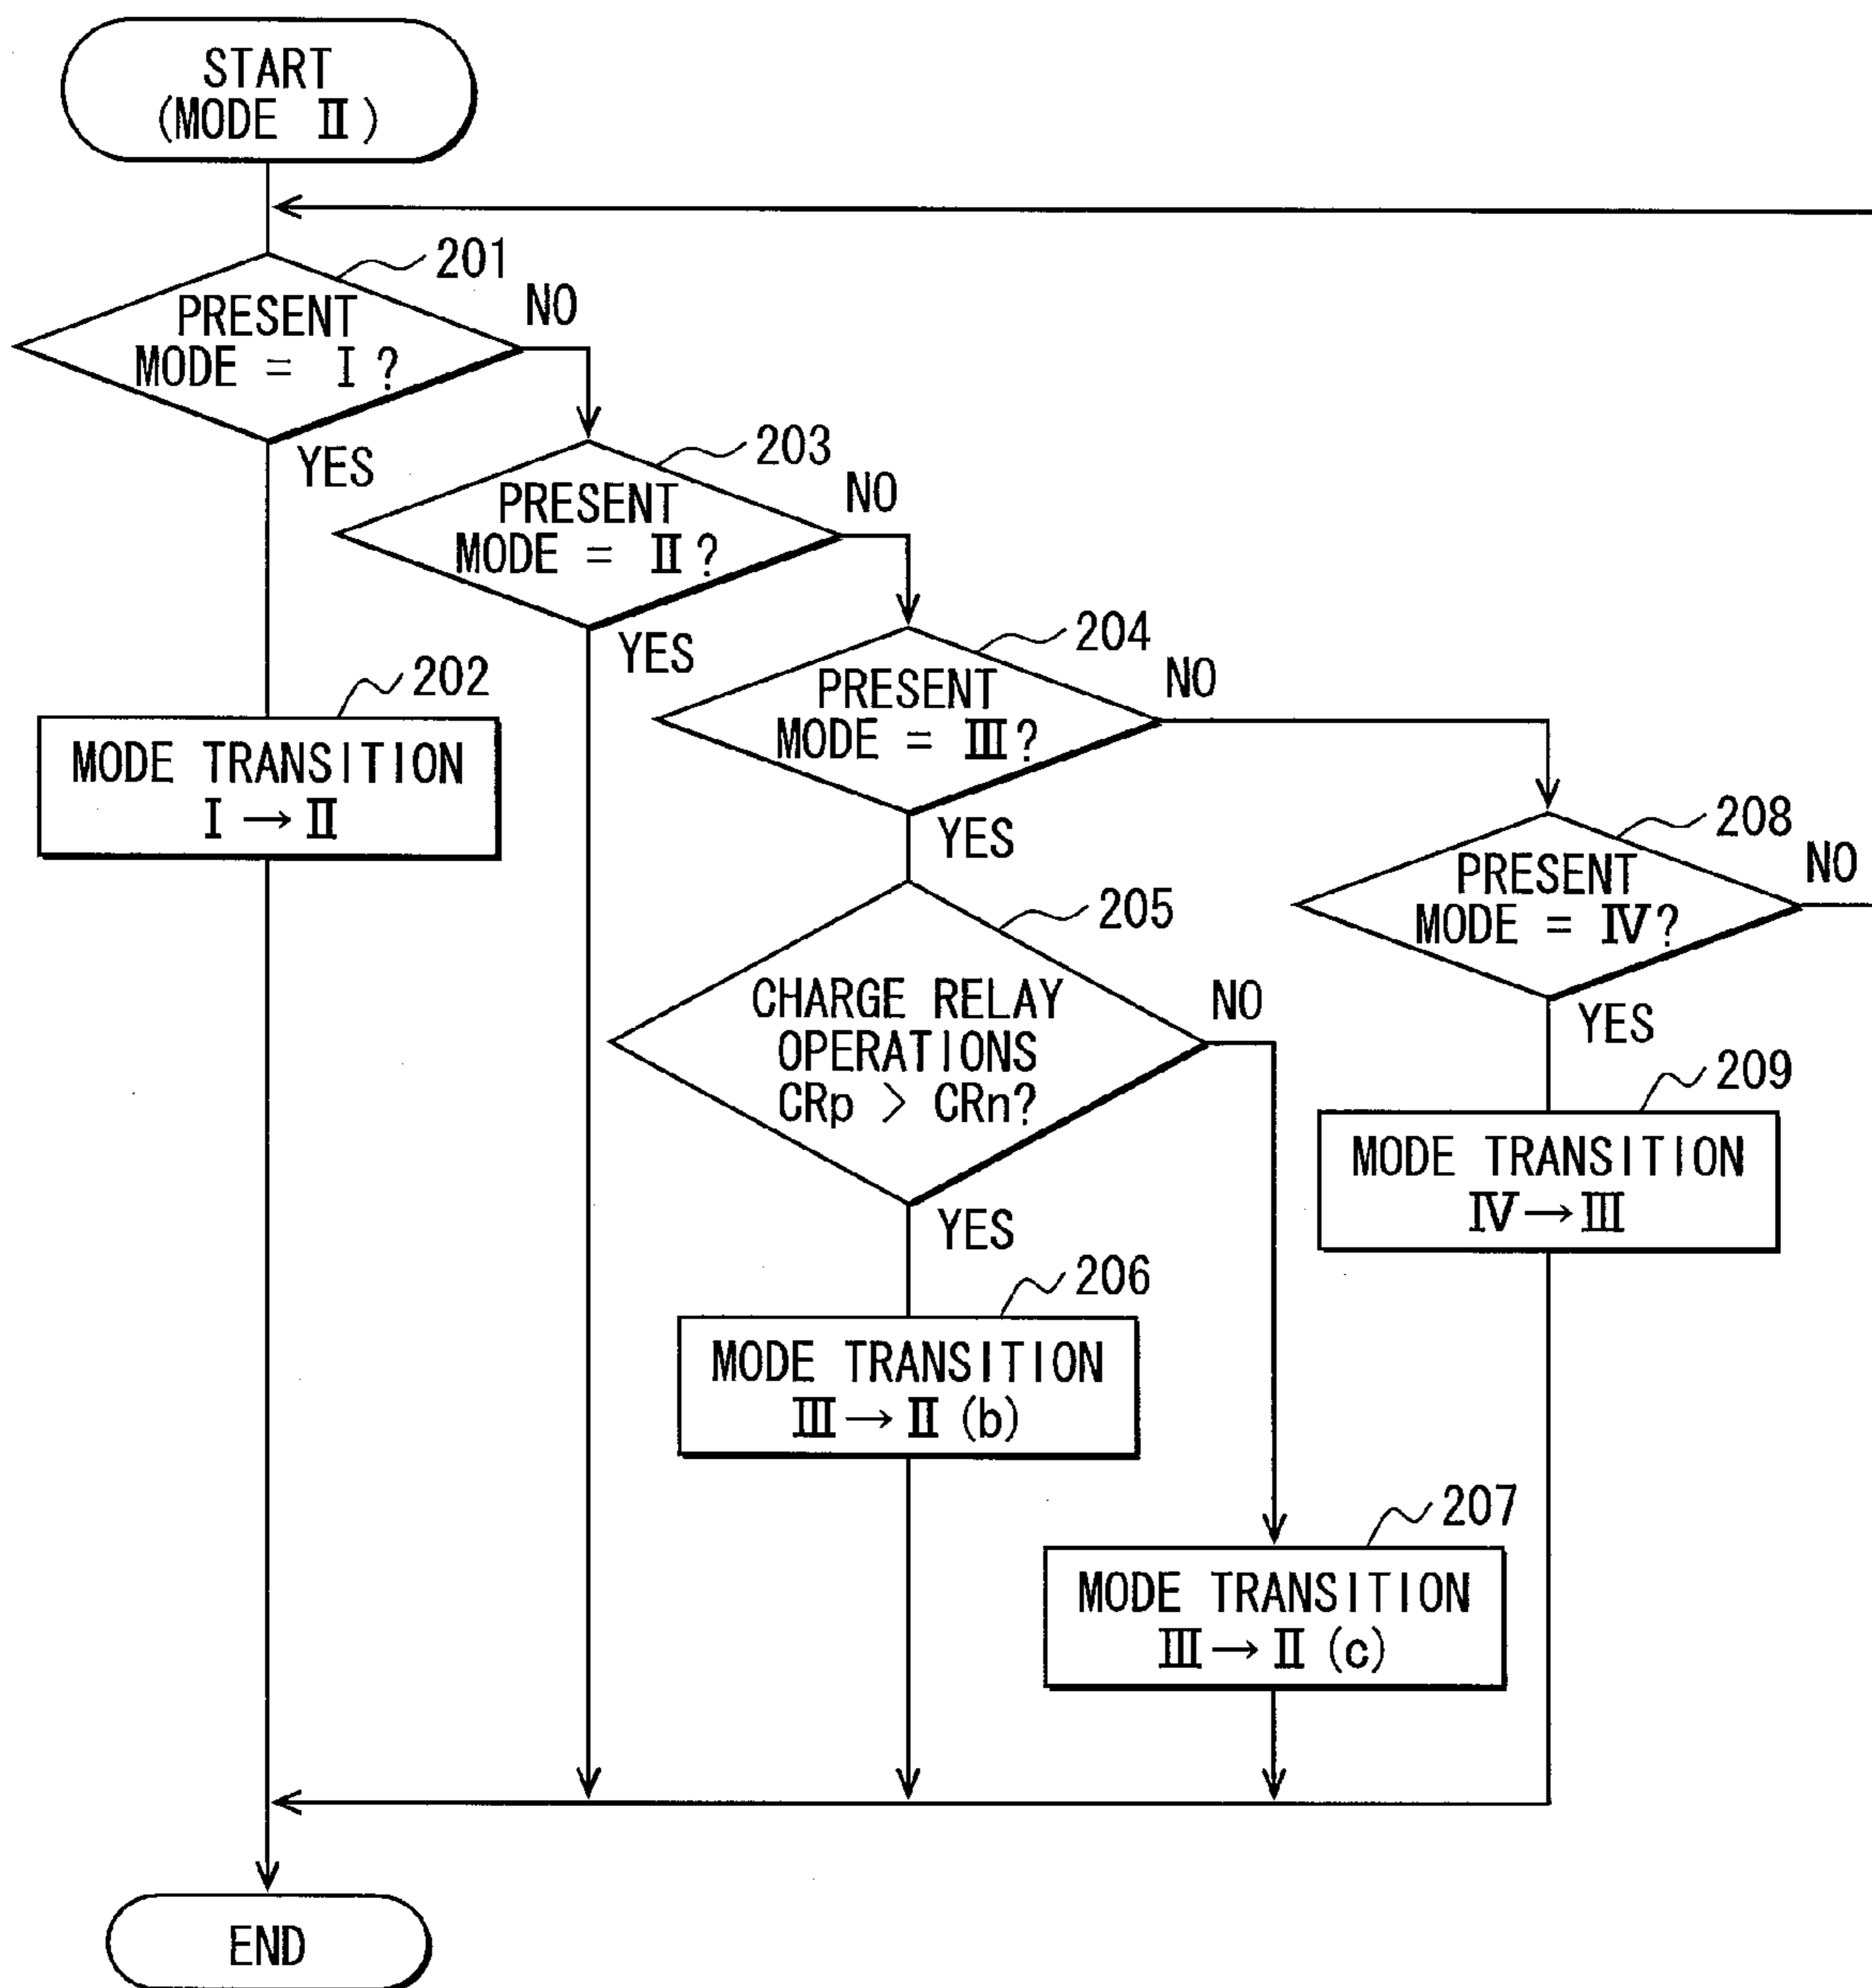 START
(MODE Ⅱ)
201
PRESENT
MODE = Ⅰ?
NO
YES
203
PRESENT
MODE = Ⅱ?
NO
YES
202
MODE TRANSITION
Ⅰ→Ⅱ
204
PRESENT
MODE = Ⅲ?
NO
YES
208
PRESENT
MODE = Ⅳ?
NO
YES
205
CHARGE RELAY
OPERATIONS
CRp > CRn?
NO
YES
209
MODE TRANSITION
Ⅳ→Ⅲ
206
MODE TRANSITION
Ⅲ→Ⅱ(b)
207
MODE TRANSITION
Ⅲ→Ⅱ(c)
END